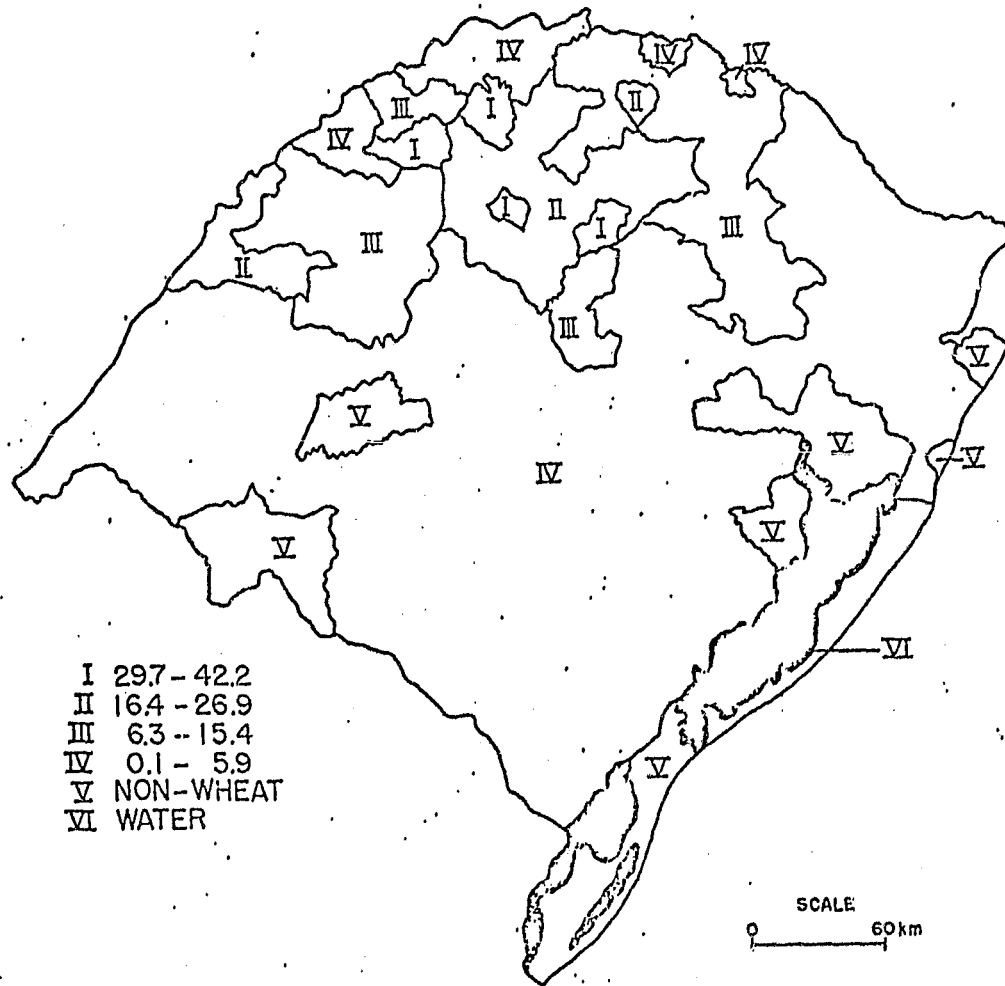 IV
IV
IV
III
I
II
IV
I
I
II
I
III
III
II
III
V
V
V
IV
V
V
V
VI
I 29.7 - 42.2
II 16.4 - 26.9
III 6.3 - 15.4
IV 0.1 - 5.9
V NON-WHEAT
VI WATER
V
SCALE
0 60 km